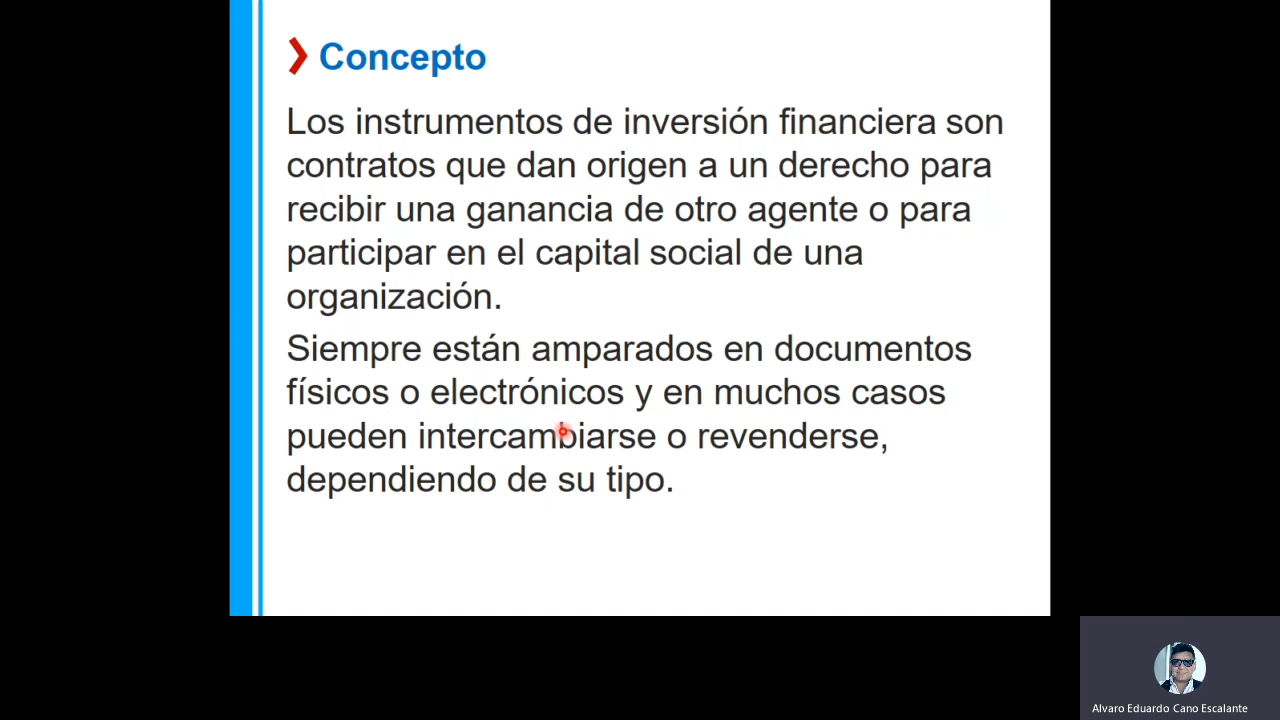 Concepto
Los instrumentos de inversión financiera son
contratos que dan origen a un derecho para
recibir una ganancia de otro agente o para
participar en el capital social de una
organización.
Siempre están amparados en documentos
físicos o electrónicos y en muchos casos
pueden intercambiarse o revenderse,
dependiendo de su tipo.
Alvaro Eduardo Cano Escalante